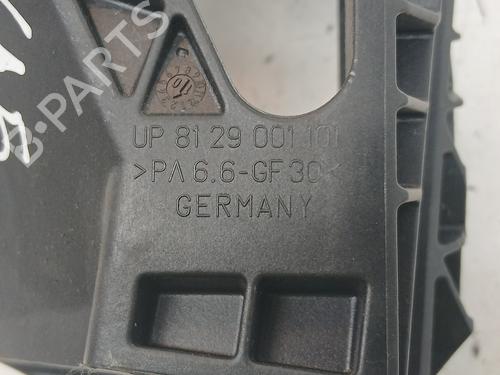 B-PARTS
UP 81 29 001 101
>PA 6.6-GF30<
GERMANY